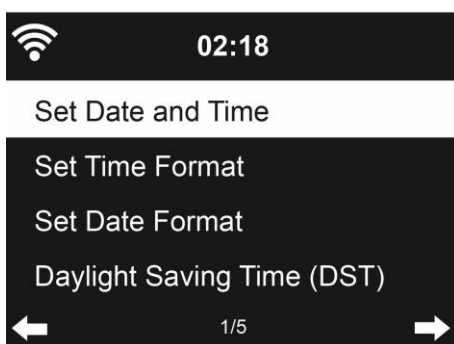 02:18
Set Date and Time
Set Time Format
Set Date Format
Daylight Saving Time (DST)
1/5